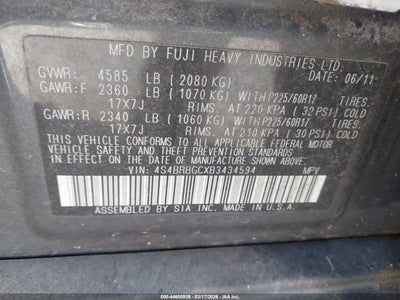 MFD BY FUJI HEAVY INDUSTRIES LTD.
GVWR: 4585 LB ( 2080 KG) DATE: 06/11
GAWR:F 2360 LB ( 1070 KG) WITH P225/60R17 TIRES.
17X7J RIMS. AT 220 KPA ( 32 PSI) COLD
GAWR:R 2340 LB ( 1060 KG) WITH P225/60R17 TIRES.
17X7J RIMS. AT 210 KPA ( 30 PSI) COLD
THIS VEHICLE CONFORMS TO ALL APPLICABLE FEDERAL MOTOR
VEHICLE SAFETY AND THEFT PREVENTION STANDARDS
IN EFFECT ON THE DATE OF MANUFACTURE SHOWN ABOVE.
VIN: 4S4BRBGCXB3434594 MPV
ASSEMBLED BY SIA INC. IN U.S.A.
000-44600936 - 03/17/2026 - IAAI.COM